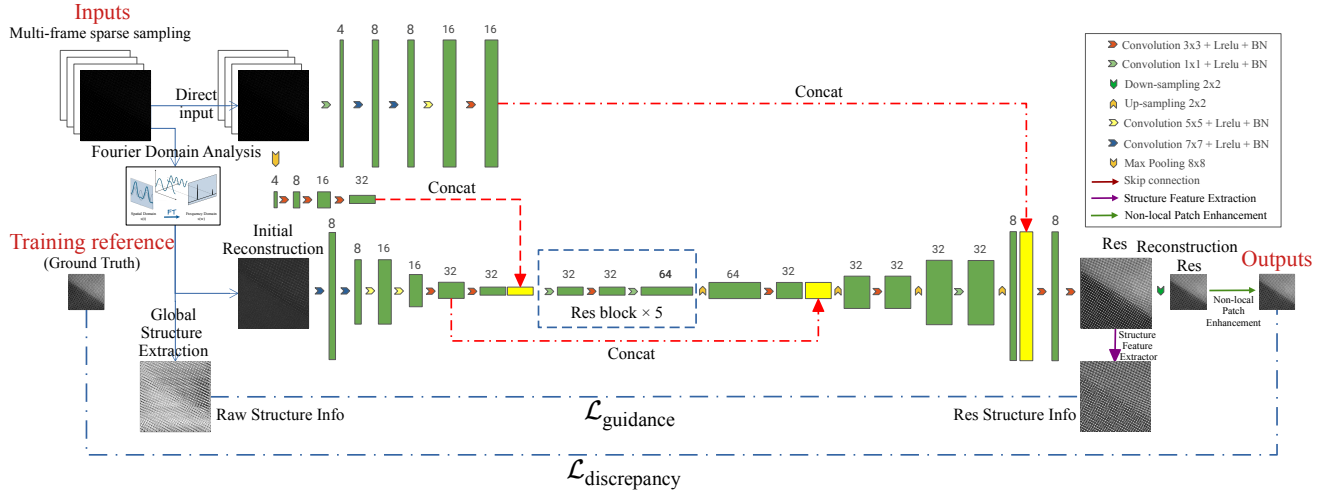 Inputs
Multi-frame sparse sampling
Direct
input
Fourier Domain Analysis
Spatial Domain
FT
Frequency Domain
4
8
8
16
16
Concat
4
8
16
32
Concat
Training reference
(Ground Truth)
Initial
Reconstruction
8
8
16
16
32
32
32
32
64
Res block × 5
64
32
32
32
32
32
8
8
Concat
Global
Structure
Extraction
Raw Structure Info
Res
Reconstruction
Res
Outputs
Non-local
Patch
Enhancement
Structure
Feature
Extractor
Res Structure Info
ℒguidance
ℒdiscrepancy
Convolution 3x3 + Lrelu + BN
Convolution 1x1 + Lrelu + BN
Down-sampling 2x2
Up-sampling 2x2
Convolution 5x5 + Lrelu + BN
Convolution 7x7 + Lrelu + BN
Max Pooling 8x8
Skip connection
Structure Feature Extraction
Non-local Patch Enhancement